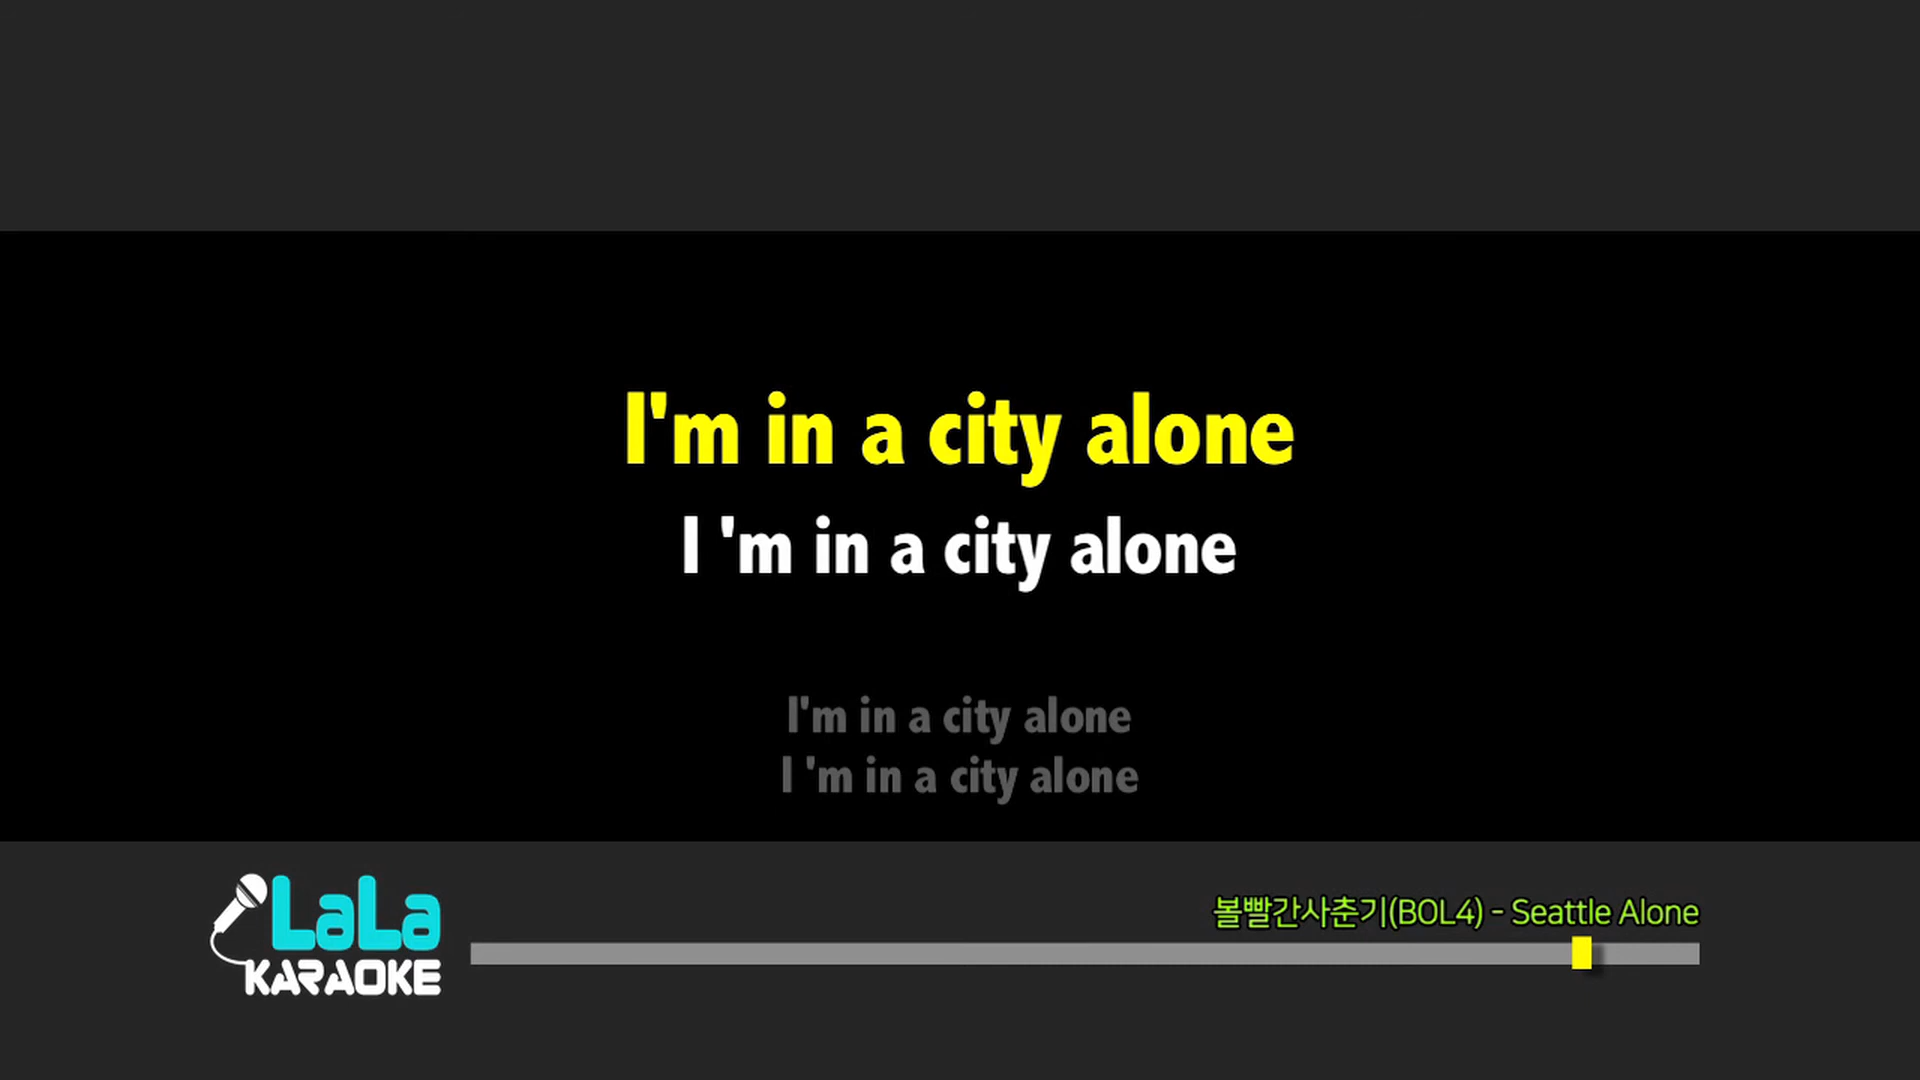 I'm in a city alone
I 'm in a city alone
I'm in a city alone
I 'm in a city alone
LaLa
KARAOKE
볼빨간사춘기(BOL4) - Seattle Alone